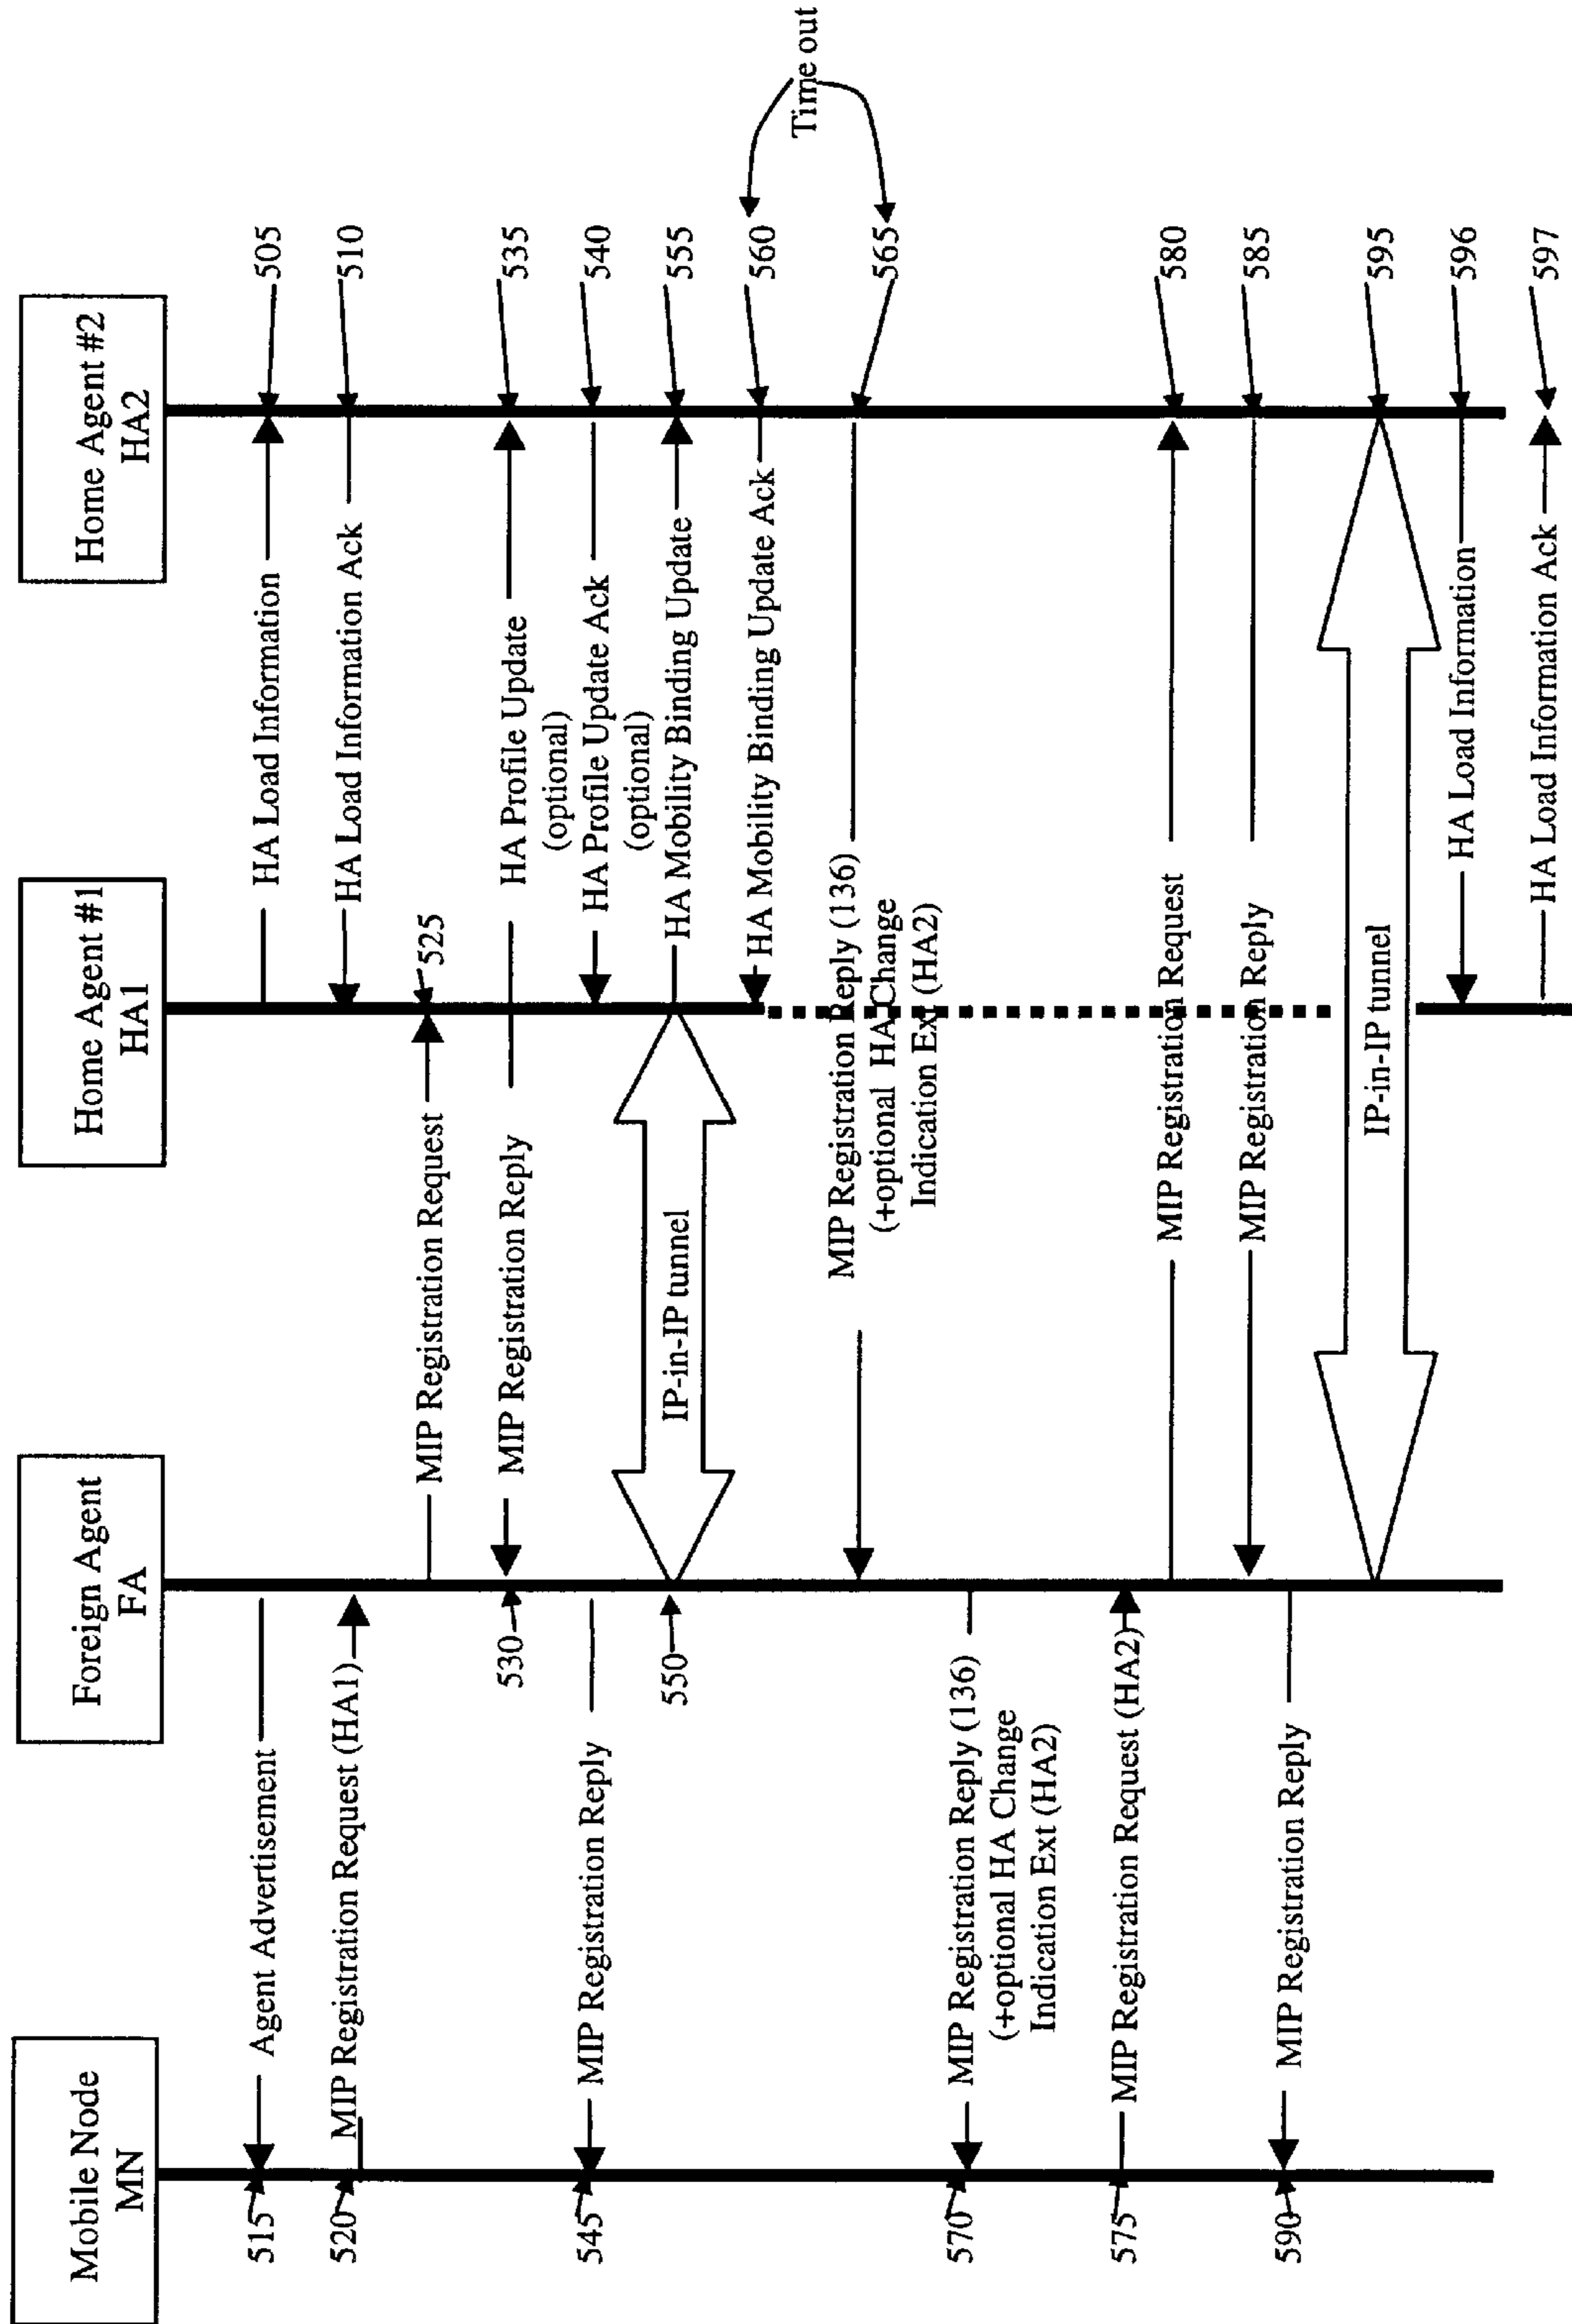 Mobile Node
MN
Foreign Agent
FA
Home Agent #1
HA1
Home Agent #2
HA2
HA Load Information
505
515
Agent Advertisement
HA Load Information Ack
510
520
MIP Registration Request (HA1)
MIP Registration Request
525
530
MIP Registration Reply
HA Profile Update
(optional)
535
545
MIP Registration Reply
HA Profile Update Ack
(optional)
540
550
IP-in-IP tunnel
HA Mobility Binding Update
555
HA Mobility Binding Update Ack
560
Time out
MIP Registration Reply (136)
(+optional HA Change
Indication Ext (HA2)
565
570
MIP Registration Reply (136)
(+optional HA Change
Indication Ext (HA2)
575
MIP Registration Request (HA2)
MIP Registration Request
580
MIP Registration Reply
585
590
MIP Registration Reply
IP-in-IP tunnel
595
HA Load Information
596
HA Load Information Ack
597